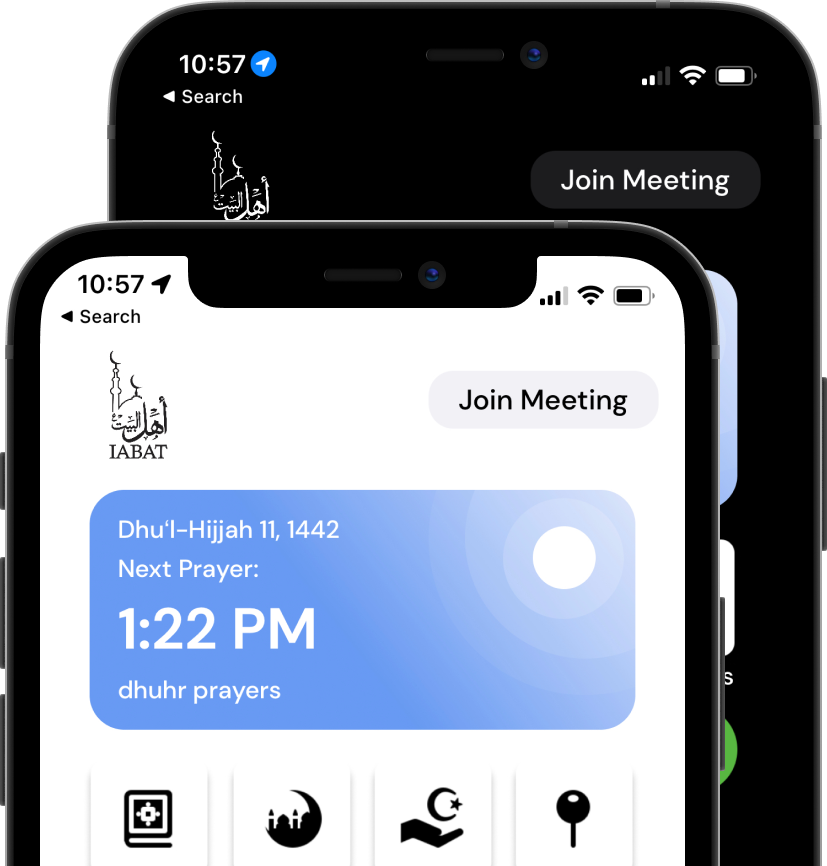 10:57
◀ Search
أهل البيت
Join Meeting
10:57
◀ Search
أهل البيت
IABAT
Join Meeting
Dhuʻl-Hijjah 11, 1442
Next Prayer:
1:22 PM
dhuhr prayers
s